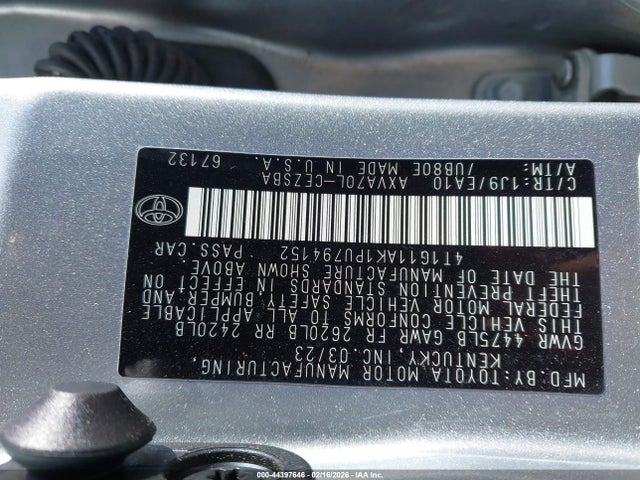 MFD.BY:TOYOTA MOTOR MANUFACTURING,
KENTUCKY, INC. 03/23
GVWR 4475LB GAWR FR 2620LB RR 2420LB
THIS VEHICLE CONFORMS TO ALL APPLICABLE
FEDERAL MOTOR VEHICLE SAFETY,BUMPER,AND
THEFT PREVENTION STANDARDS IN EFFECT ON
THE DATE OF MANUFACTURE SHOWN ABOVE.
4T1G11AK1PU794152 PASS.CAR
C/TR:1J9/EA10 AXVA70L-CEZSBA
A/TM: /UB80E MADE IN U.S.A. 67132
000-44397646 - 02/16/2026 - IAA